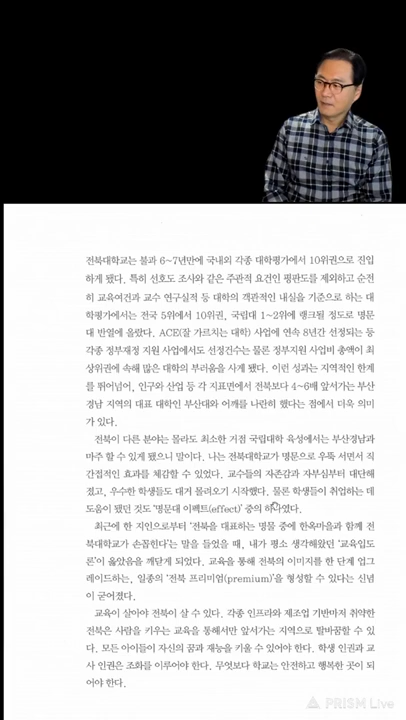 전북대학교는 불과 6~7년만에 국내외 각종 대학평가에서 10위권으로 진입
하게 됐다. 특히 선호도 조사와 같은 주관적 요건인 평판도를 제외하고 순전
히 교육여건과 교수 연구실적 등 대학의 객관적인 내실을 기준으로 하는 대
학평가에서는 전국 5위에서 10위권, 국립대 1~2위에 랭크될 정도로 명문
대 반열에 올랐다. ACE(잘 가르치는 대학) 사업에 연속 8년간 선정되는 등
각종 정부재정 지원 사업에서도 선정건수는 물론 정부지원 사업비 총액이 최
상위권에 속해 많은 대학의 부러움을 사게 됐다. 이런 성과는 지역적인 한계
를 뛰어넘어, 인구와 산업 등 각 지표면에서 전북보다 4~6배 앞서가는 부산
경남 지역의 대표 대학인 부산대와 어깨를 나란히 했다는 점에서 더욱 의미
가 있다.
전북이 다른 분야는 몰라도 최소한 거점 국립대학 육성에서는 부산경남과
마주 할 수 있게 됐으니 말이다. 나는 전북대학교가 명문으로 우뚝 서면서 직
간접적인 효과를 체감할 수 있었다. 교수들의 자존감과 자부심부터 대단해
졌고, 우수한 학생들도 대거 몰려오기 시작했다. 물론 학생들이 취업하는 데
도움이 됐던 것도 '명문대 이펙트(effect)' 중의 하나였다.
최근에 한 지인으로부터 '전북을 대표하는 명물 중에 한옥마을과 함께 전
북대학교가 손꼽힌다'는 말을 들었을 때, 내가 평소 생각해왔던 '교육입도
론'이 옳았음을 깨닫게 되었다. 교육을 통해 전북의 이미지를 한 단계 업그
레이드하는, 일종의 '전북 프리미엄(premium)'을 형성할 수 있다는 신념
이 굳어졌다.
교육이 살아야 전북이 살 수 있다. 각종 인프라와 제조업 기반마저 취약한
전북은 사람을 키우는 교육을 통해서만 앞서가는 지역으로 탈바꿈할 수 있
다. 모든 아이들이 자신의 꿈과 재능을 키울 수 있어야 한다. 학생 인권과 교
사 인권은 조화를 이루어야 한다. 무엇보다 학교는 안전하고 행복한 곳이 되
어야 한다.
PRISM Live